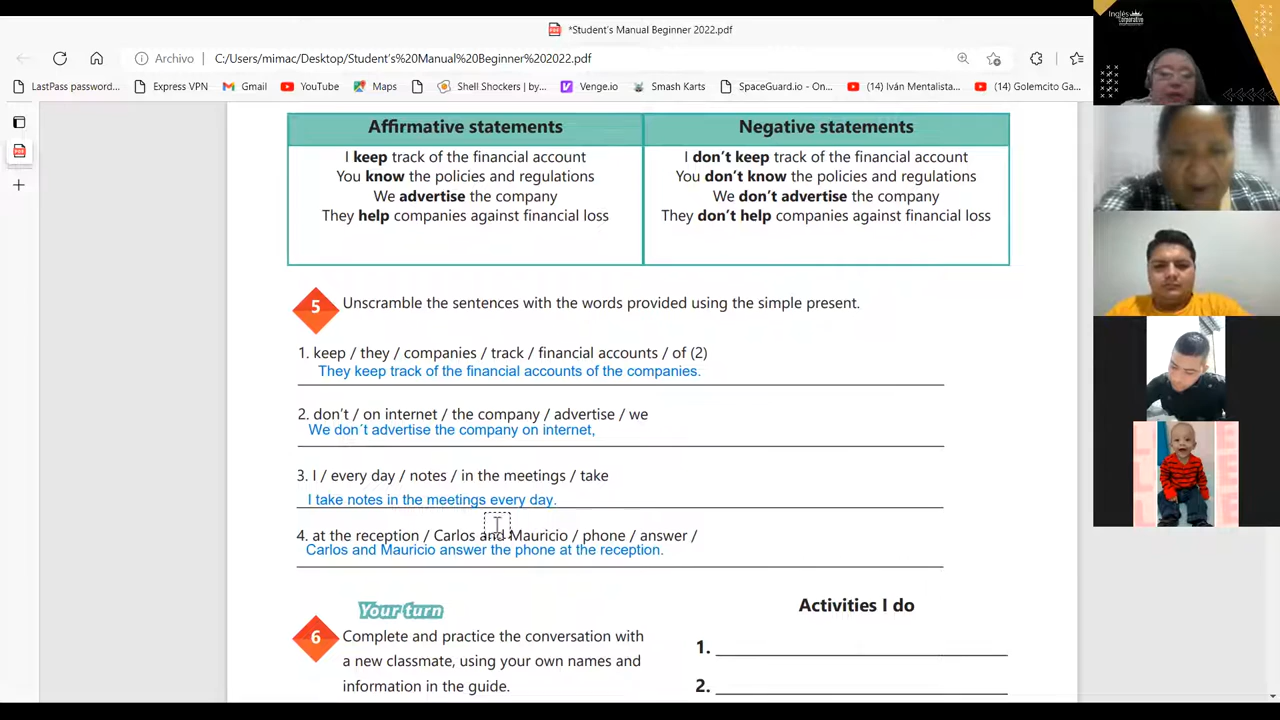 *Student's Manual Beginner 2022.pdf
Archivo
C:/Users/mimac/Desktop/Student's%20Manual%20Beginner%202022.pdf
LastPass password...
Express VPN
Gmail
YouTube
Maps
Shell Shockers | by...
Venge.io
Smash Karts
SpaceGuard.io - On...
(14) Iván Mentalista...
(14) Golemcito Ga...
Inglés
Corporativo
Affirmative statements
Negative statements
I keep track of the financial account
You know the policies and regulations
We advertise the company
They help companies against financial loss
I don't keep track of the financial account
You don't know the policies and regulations
We don't advertise the company
They don't help companies against financial loss
5 Unscramble the sentences with the words provided using the simple present.
1. keep / they / companies / track / financial accounts / of (2)
They keep track of the financial accounts of the companies.
2. don't / on internet / the company / advertise / we
We don´t advertise the company on internet,
3. I / every day / notes / in the meetings / take
I take notes in the meetings every day.
4. at the reception / Carlos and Mauricio / phone / answer /
Carlos and Mauricio answer the phone at the reception.
Your turn
6 Complete and practice the conversation with
a new classmate, using your own names and
information in the guide.
Activities I do
1.
2.